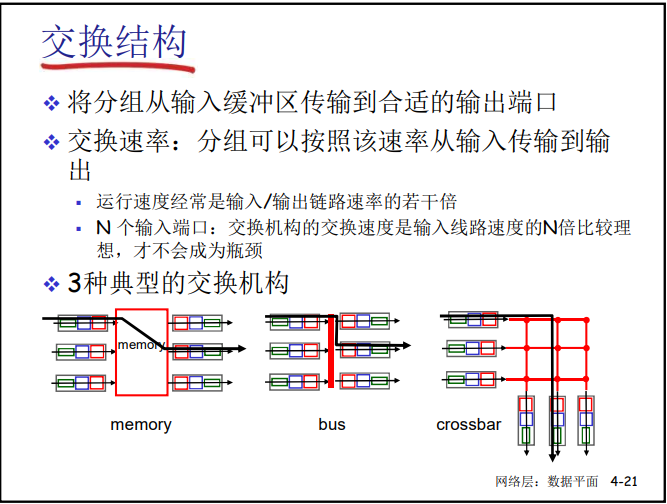 交换结构
将分组从输入缓冲区传输到合适的输出端口
交换速率：分组可以按照该速率从输入传输到输
出
运行速度经常是输入/输出链路速率的若干倍
N 个输入端口：交换机构的交换速度是输入线路速度的N倍比较理
想，才不会成为瓶颈
3种典型的交换机构
memory
memory
bus
crossbar
网络层：数据平面 4-21